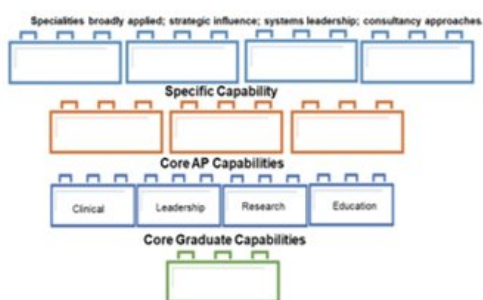 Specialities broadly applied; strategic influence; systems leadership; consultancy approaches
Specific Capability
Core AP Capabilities
Clinical Leadership Research Education
Core Graduate Capabilities